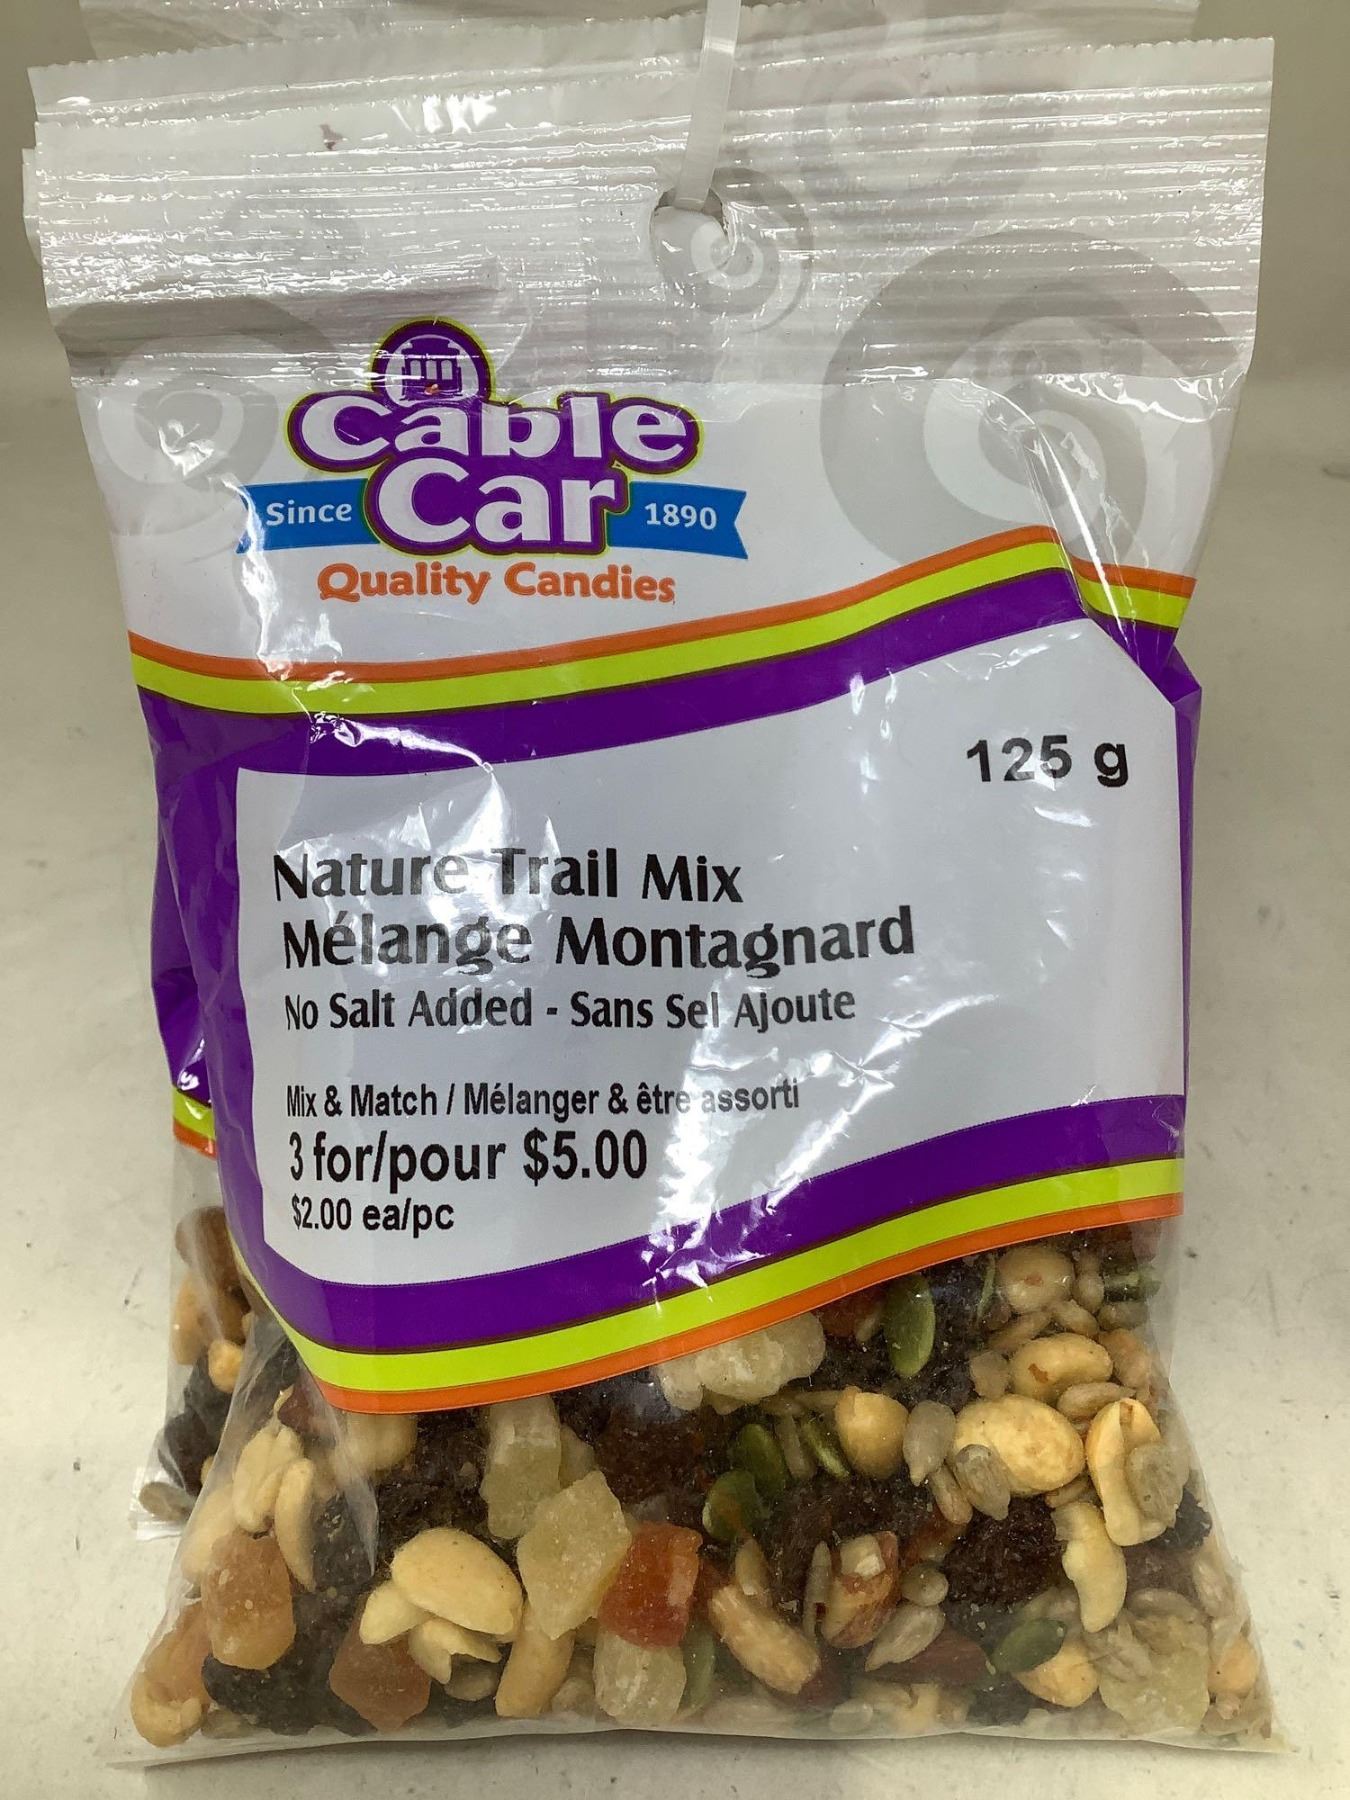 Cable
Car
Since 1890
Quality Candies
125 g
Nature Trail Mix
Mélange Montagnard
No Salt Added - Sans Sel Ajoute
Mix & Match / Mélanger & être assorti
3 for/pour $5.00
$2.00 ea/pc